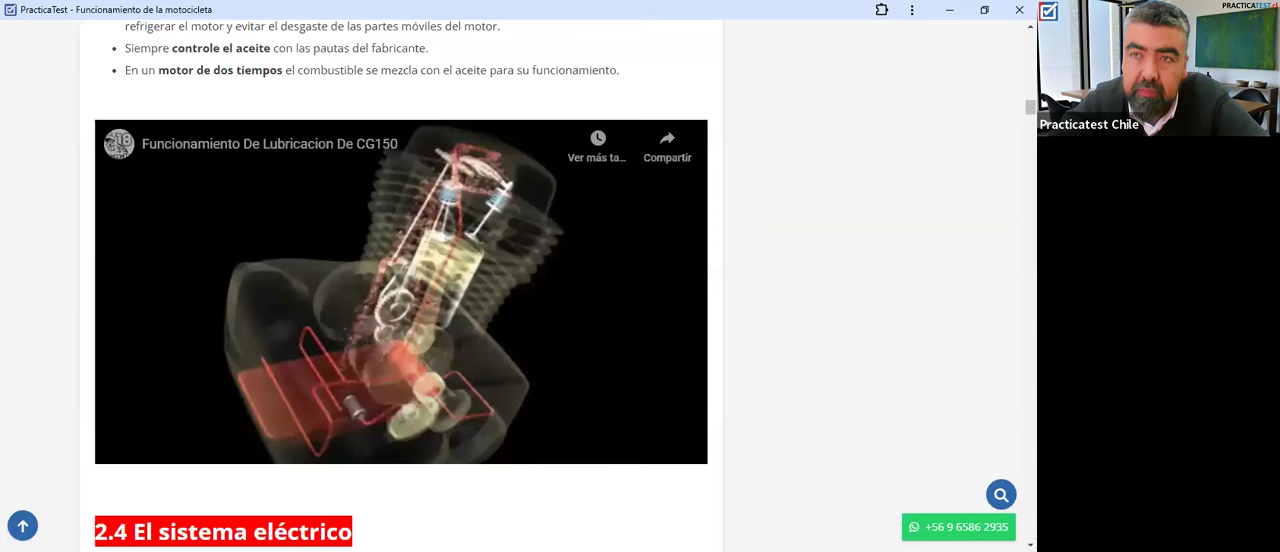 PracticaTest - Funcionamiento de la motocicleta
refrigerar el motor y evitar el desgaste de las partes móviles del motor.
Siempre controle el aceite con las pautas del fabricante.
En un motor de dos tiempos el combustible se mezcla con el aceite para su funcionamiento.
Funcionamiento De Lubricacion De CG150
Ver más ta...
Compartir
2.4 El sistema eléctrico
+56 9 6586 2935
PRACTICATEST
Practicatest Chile